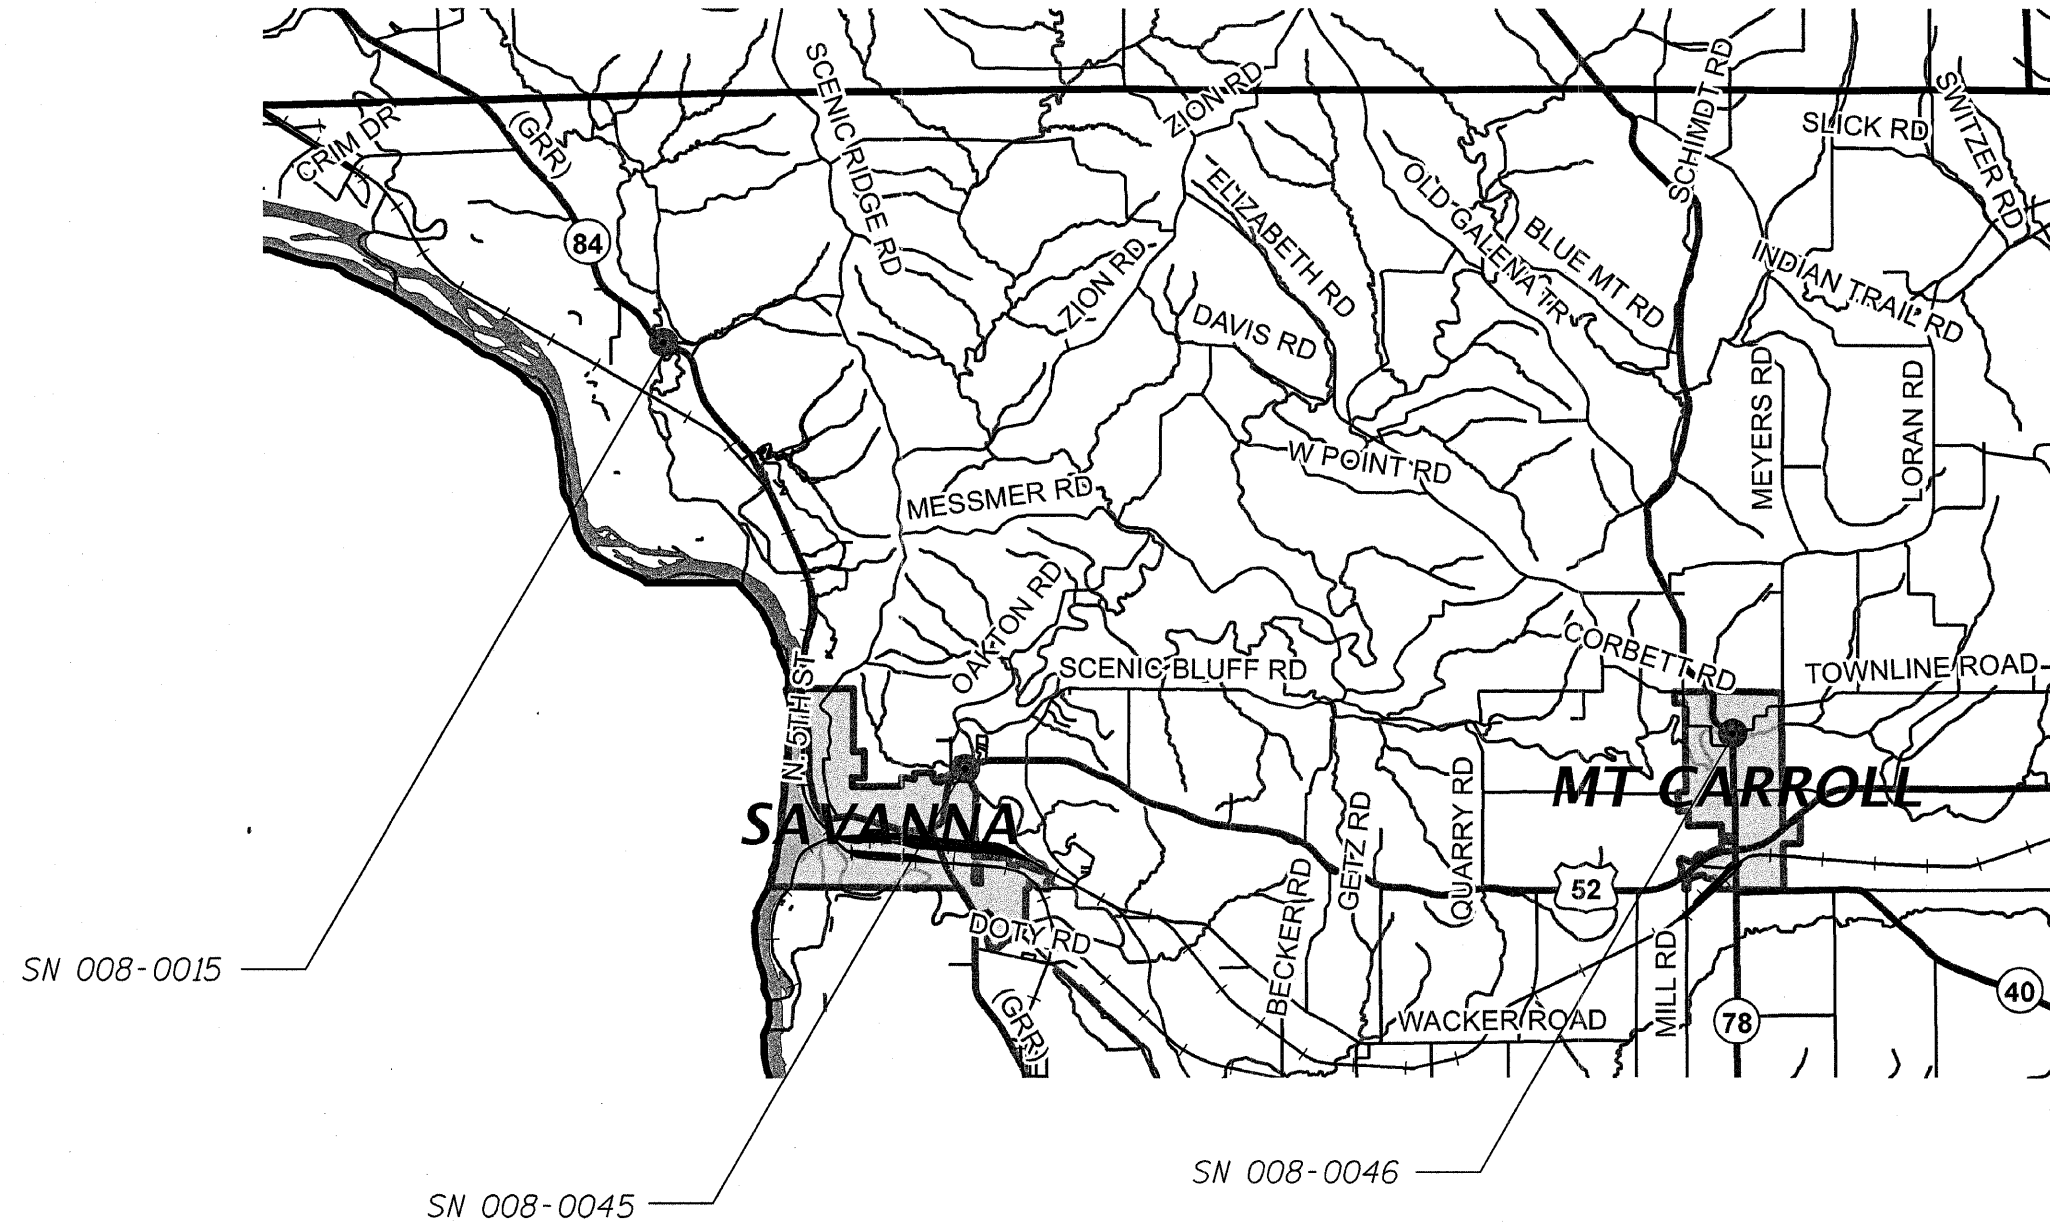 SCENIC RIDGE RD
ZION RD
SCHIMDT RD
SWITZER RD
SLICK RD
CRIM DR
(GRR)
84
ELIZABETH RD
OLD GALENA TR
BLUE MT RD
INDIAN TRAIL RD
ZION RD
DAVIS RD
MEYERS RD
LORAN RD
W POINT RD
MESSMER RD
OAKTON RD
SCENIC BLUFF RD
CORBETT RD
TOWNLINE ROAD
N. 5TH ST
SAVANNA
MT CARROLL
GEITZ RD
QUARRY RD
BECKER RD
52
DOTY RD
MILL RD
SN 008-0015
(GRR)E
WACKER ROAD
78
40
SN 008-0046
SN 008-0045